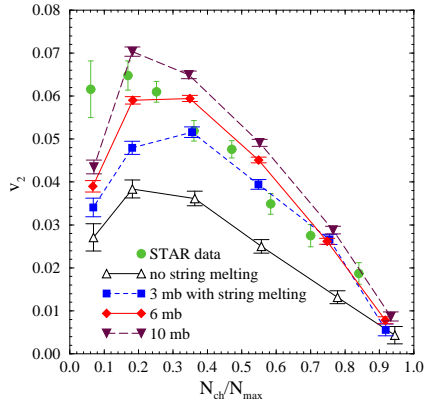 0.08
0.07
0.06
0.05
0.04
0.03
0.02
0.01
0.00
v₂
STAR data
no string melting
3 mb with string melting
6 mb
10 mb
0.0 0.1 0.2 0.3 0.4 0.5 0.6 0.7 0.8 0.9 1.0
N_ch/N_max